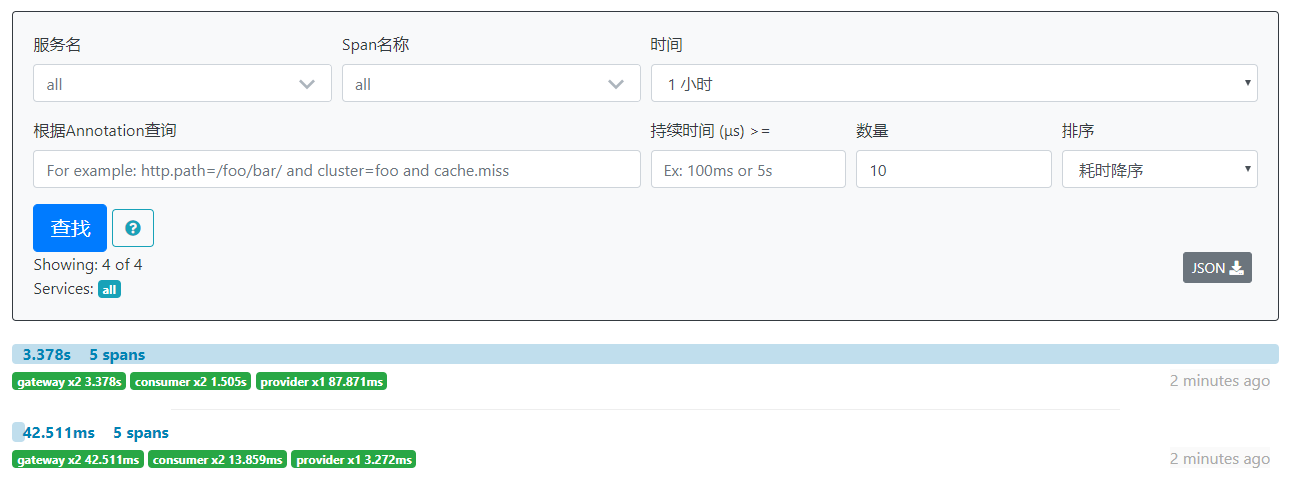 服务名 Span名称 时间
all all 1 小时
根据Annotation查询 持续时间 (μs) >= 数量 排序
For example: http.path=/foo/bar/ and cluster=foo and cache.miss Ex: 100ms or 5s 10 耗时降序
查找
Showing: 4 of 4
JSON
Services: all
3.378s 5 spans
gateway x2 3.378s consumer x2 1.505s provider x1 87.871ms 2 minutes ago
42.511ms 5 spans
gateway x2 42.511ms consumer x2 13.859ms provider x1 3.272ms 2 minutes ago